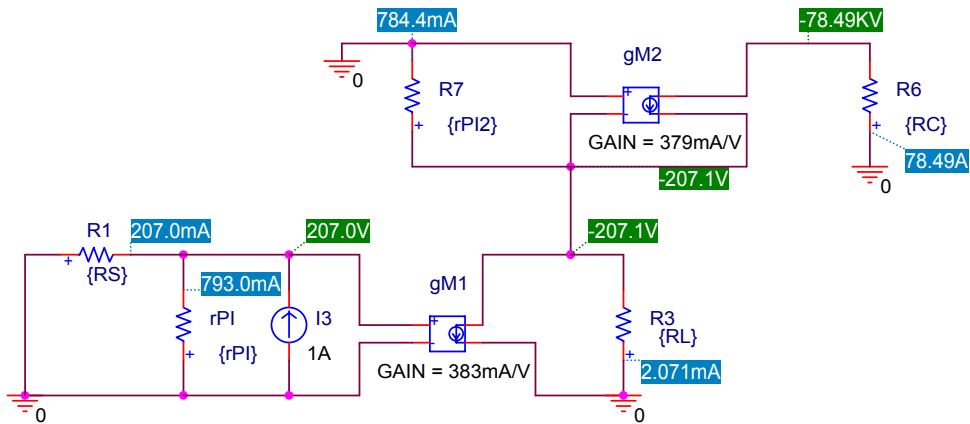 784.4mA
-78.49KV
0
gM2
R7
{rPI2}
+
-
GAIN = 379mA/V
R6
{RC}
+
78.49A
0
-207.1V
R1
207.0mA
207.0V
-207.1V
+
{RS}
793.0mA
gM1
rPI
{rPI}
+
I3
1A
+
-
GAIN = 383mA/V
R3
{RL}
+
2.071mA
0
0